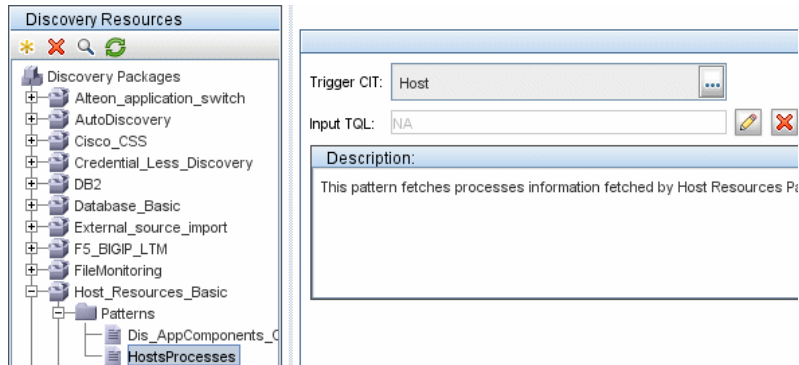 Discovery Resources
Discovery Packages
Alteon_application_switch
AutoDiscovery
Cisco_CSS
Credential_Less_Discovery
DB2
Database_Basic
External_source_import
F5_BIGIP_LTM
FileMonitoring
Host_Resources_Basic
Patterns
Dis_AppComponents_
HostsProcesses
Trigger CIT: Host ...
Input TQL: NA
Description:
This pattern fetches processes information fetched by Host Resources